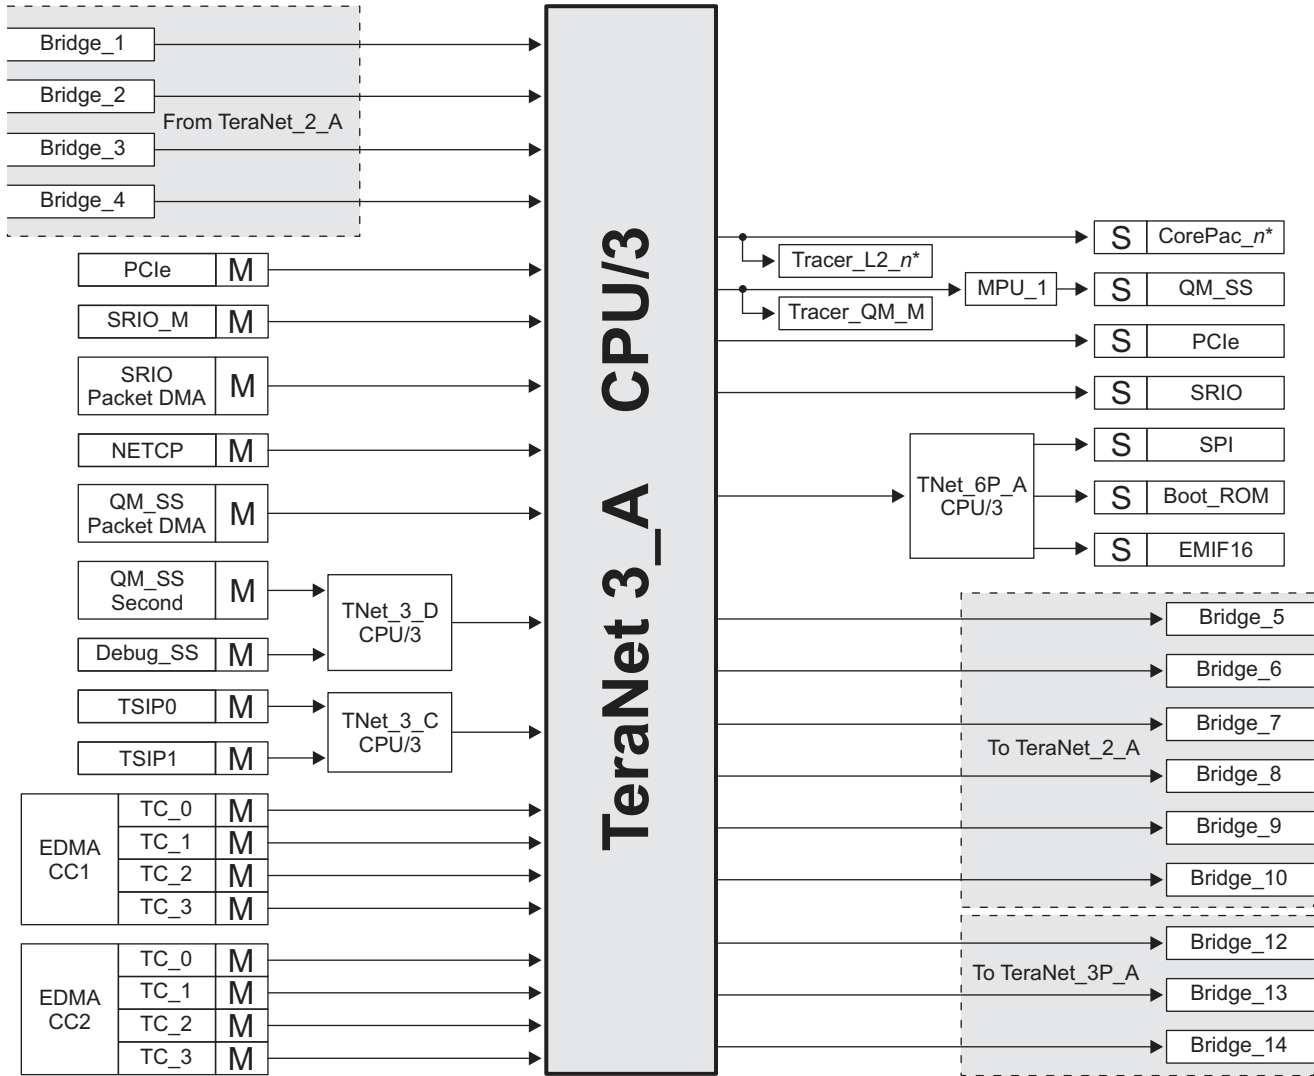 Bridge_1
Bridge_2
From TeraNet_2_A
Bridge_3
Bridge_4
PCIe M
SRIO_M M
SRIO
Packet DMA M
NETCP M
QM_SS
Packet DMA M
QM_SS
Second M
Debug_SS M
TNet_3_D
CPU/3
TSIP0 M
TSIP1 M
TNet_3_C
CPU/3
EDMA
CC1
TC_0 M
TC_1 M
TC_2 M
TC_3 M
EDMA
CC2
TC_0 M
TC_1 M
TC_2 M
TC_3 M
TeraNet 3_A CPU/3
S CorePac_n*
Tracer_L2_n*
MPU_1
S QM_SS
Tracer_QM_M
S PCIe
S SRIO
TNet_6P_A
CPU/3
S SPI
S Boot_ROM
S EMIF16
Bridge_5
Bridge_6
Bridge_7
To TeraNet_2_A
Bridge_8
Bridge_9
Bridge_10
Bridge_12
To TeraNet_3P_A
Bridge_13
Bridge_14